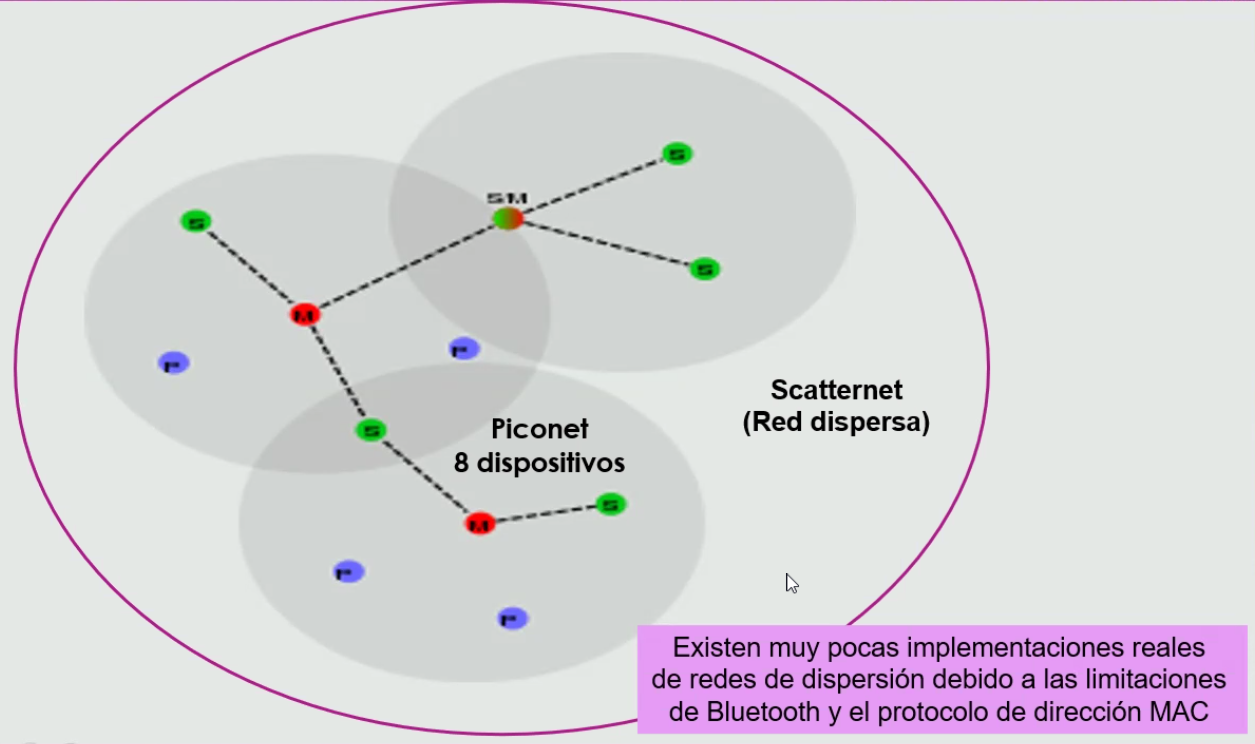 S
SM
S
S
M
P
P
S
Piconet
8 dispositivos
Scatternet
(Red dispersa)
M
S
P
P
Existen muy pocas implementaciones reales
de redes de dispersión debido a las limitaciones
de Bluetooth y el protocolo de dirección MAC